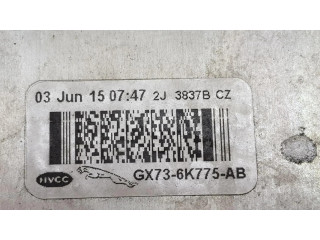 03 Jun 15 07:47 2J 3837B CZ
HVCC GX73-6K775-AB